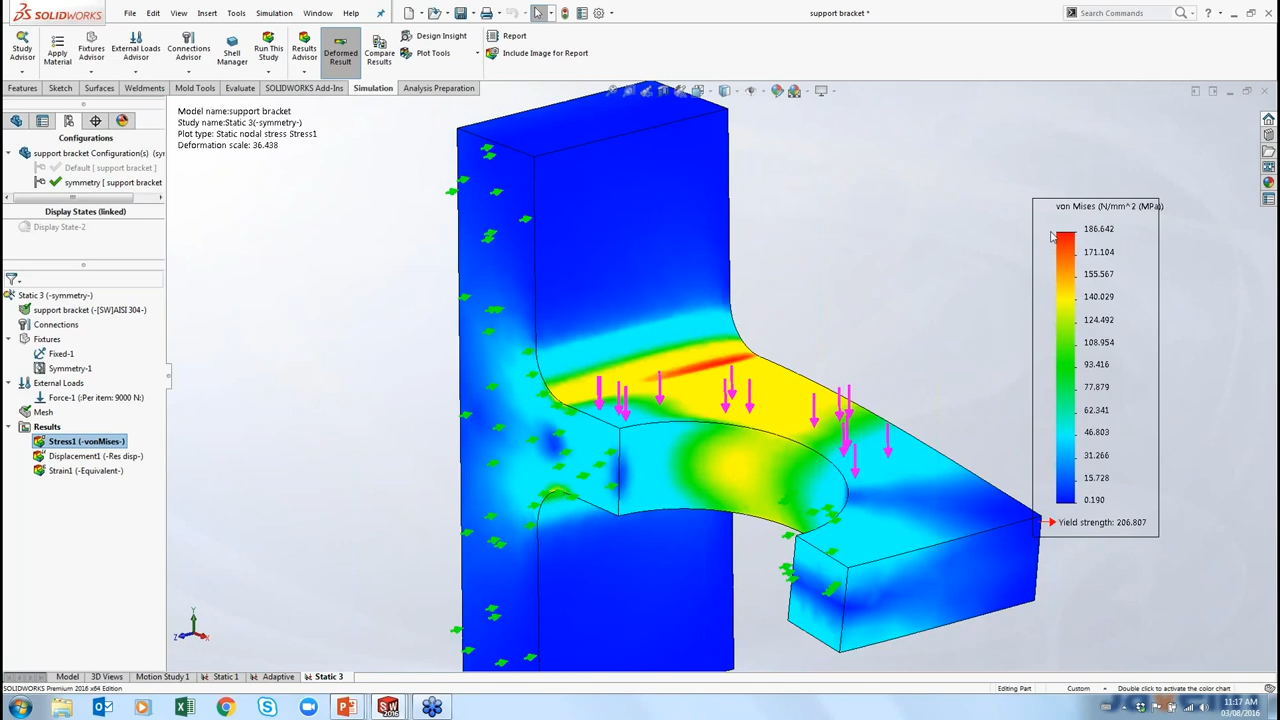 SOLIDWORKS File Edit View Insert Tools Simulation Window Help
support bracket *
Search Commands
Study Advisor
Apply Material
Fixtures Advisor
External Loads Advisor
Connections Advisor
Shell Manager
Run This Study
Results Advisor
Deformed Result
Compare Results
Design Insight
Plot Tools
Report
Include Image for Report
Features Sketch Surfaces Weldments Mold Tools Evaluate SOLIDWORKS Add-Ins Simulation Analysis Preparation
Configurations
support bracket Configuration(s) (syr
Default [ support bracket ]
symmetry [ support bracket
Display States (linked)
Display State-2
Static 3 (-symmetry-)
support bracket (-[SW]AISI 304-)
Connections
Fixtures
Fixed-1
Symmetry-1
External Loads
Force-1 (:Per item: 9000 N:)
Mesh
Results
Stress1 (-vonMises-)
Displacement1 (-Res disp-)
Strain1 (-Equivalent-)
Model name:support bracket
Study name:Static 3(-symmetry-)
Plot type: Static nodal stress Stress1
Deformation scale: 36.438
von Mises (N/mm^2 (MPa))
186.642
171.104
155.567
140.029
124.492
108.954
93.416
77.879
62.341
46.803
31.266
15.728
0.190
Yield strength: 206.807
Y
Z
X
Model 3D Views Motion Study 1 Static 1 Adaptive Static 3
SOLIDWORKS Premium 2016 x64 Edition
Editing Part
Custom
Double click to activate the color chart
SW 2016
11:17 AM
03/08/2016